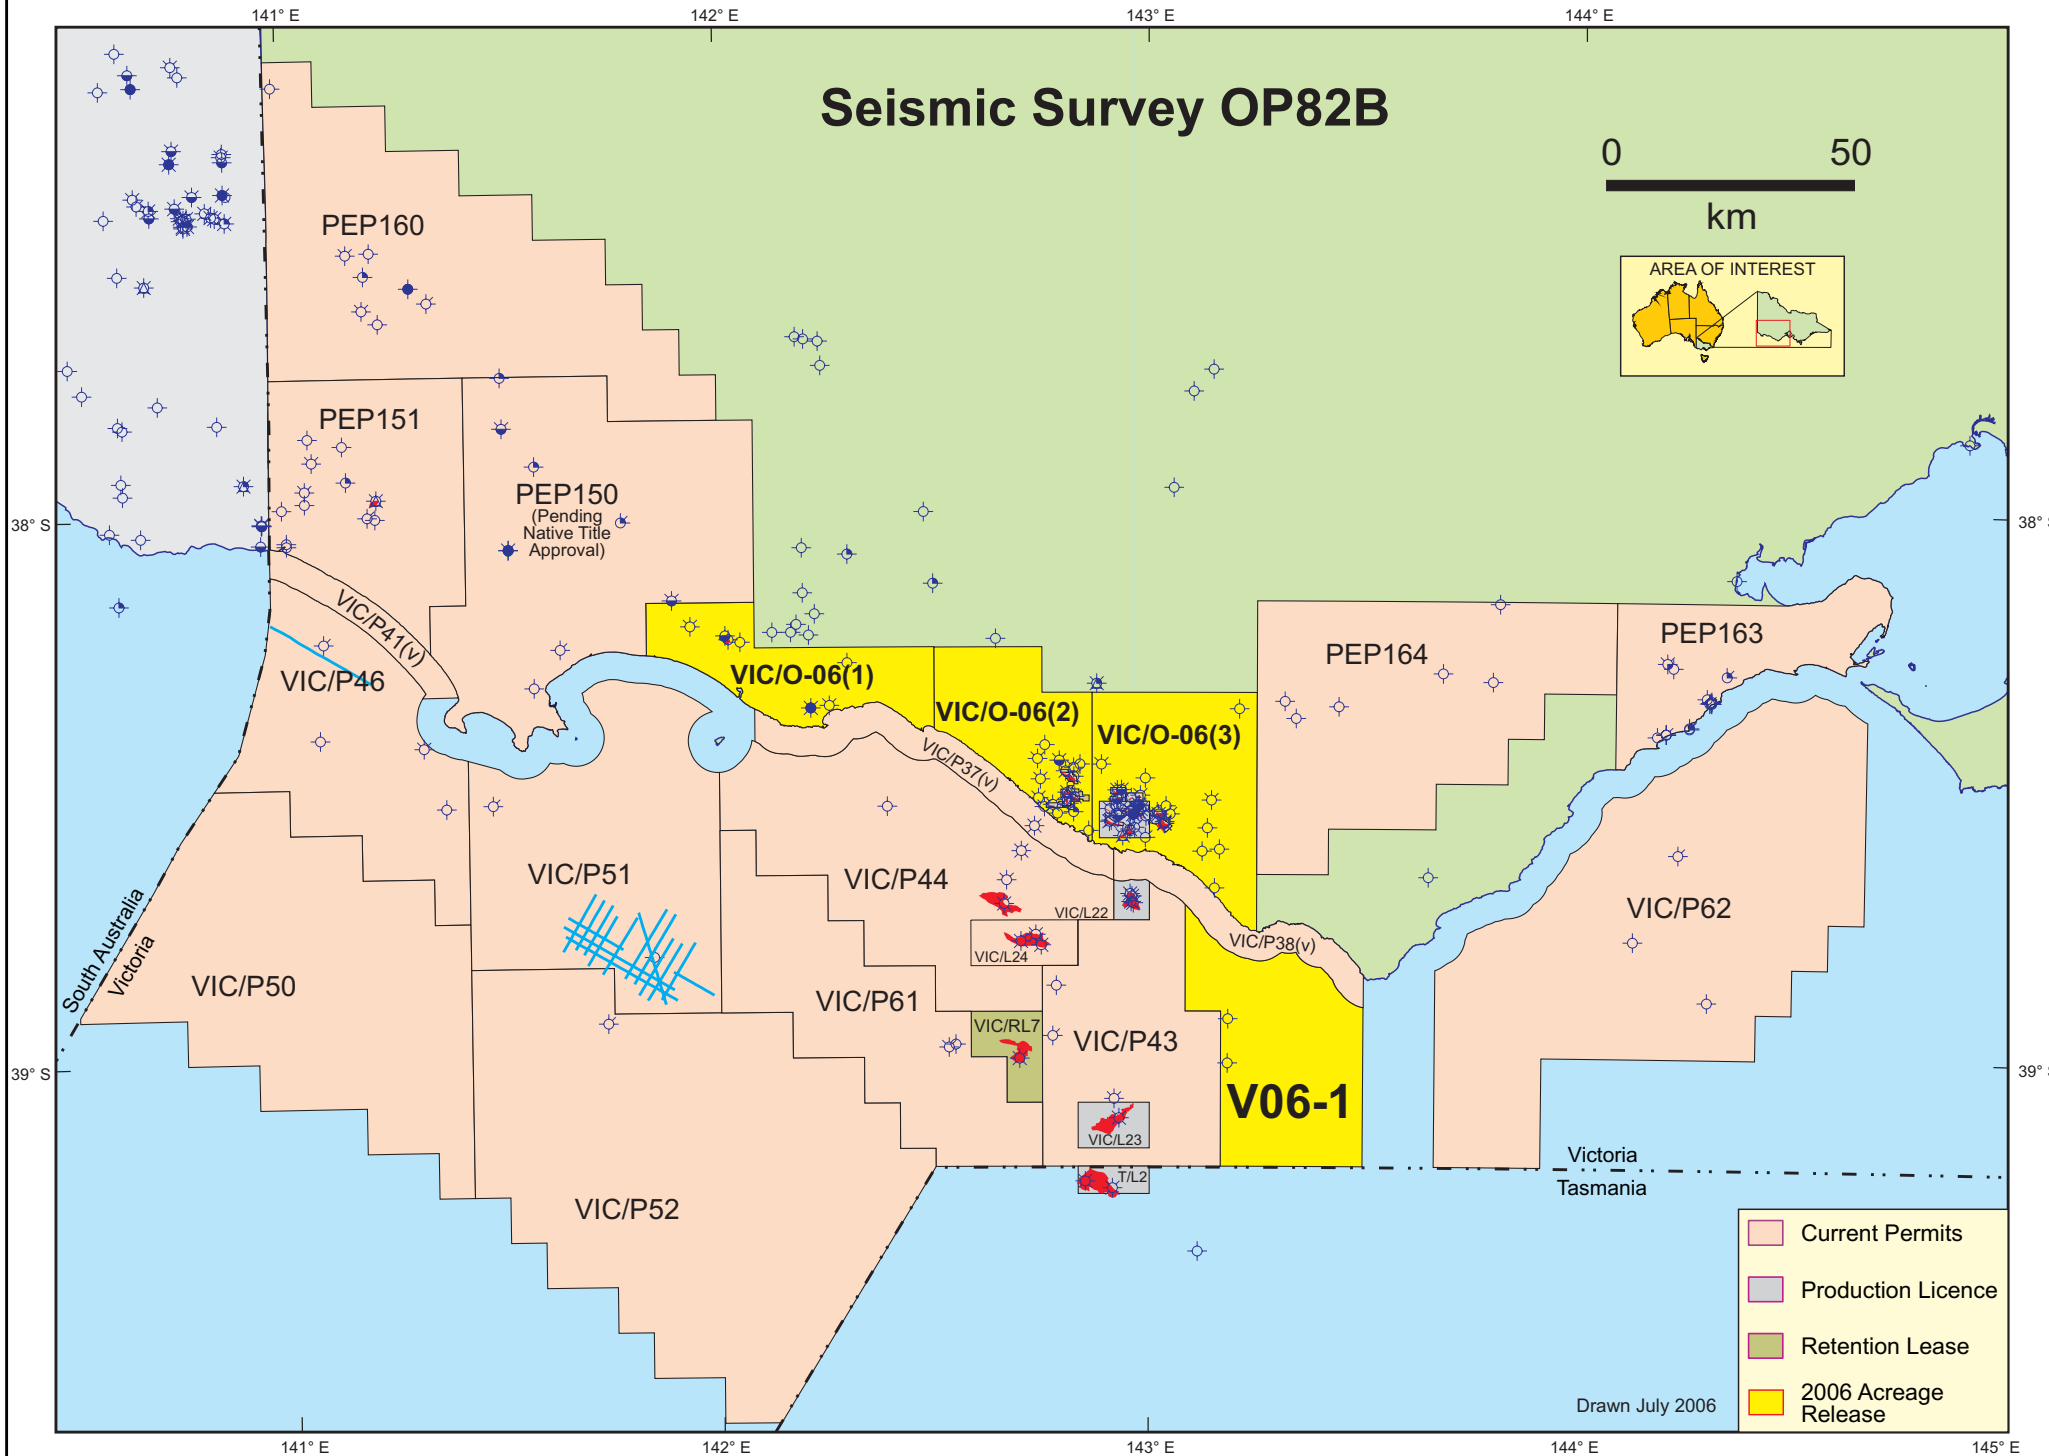 141° E
142° E
143° E
144° E
Seismic Survey OP82B
0
50
km
AREA OF INTEREST
PEP160
PEP151
PEP150
(Pending
Native Title
Approval)
38° S
38° S
VIC/P41(v)
VIC/P46
VIC/O-06(1)
VIC/O-06(2)
VIC/O-06(3)
PEP164
PEP163
VIC/P37(v)
VIC/P51
VIC/P44
VIC/L22
VIC/P62
VIC/P38(v)
VIC/L24
South Australia
Victoria
VIC/P50
VIC/P61
VIC/RL7
VIC/P43
39° S
39° S
V06-1
VIC/L23
Victoria
Tasmania
T/L2
VIC/P52
Current Permits
Production Licence
Retention Lease
2006 Acreage
Release
Drawn July 2006
141° E
142° E
143° E
144° E
145° E